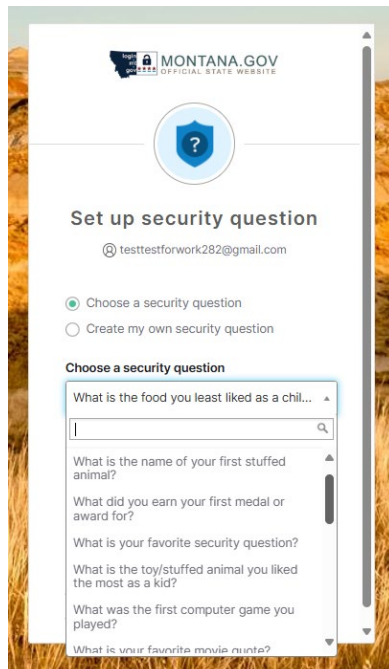 login
mt
gov
MONTANA.GOV
OFFICIAL STATE WEBSITE
?
Set up security question
testtestforwork282@gmail.com
Choose a security question
Create my own security question
Choose a security question
What is the food you least liked as a chil...
What is the name of your first stuffed
animal?
What did you earn your first medal or
award for?
What is your favorite security question?
What is the toy/stuffed animal you liked
the most as a kid?
What was the first computer game you
played?
What is your favorite movie quote?